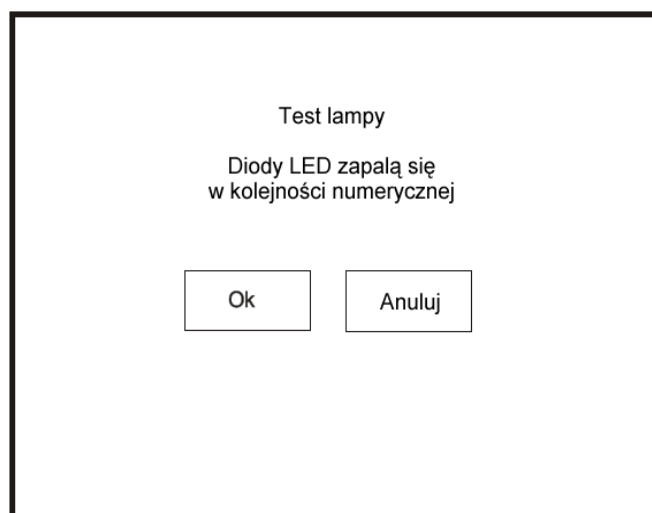 Test lampy
Diody LED zapalą się
w kolejności numerycznej
Ok
Anuluj